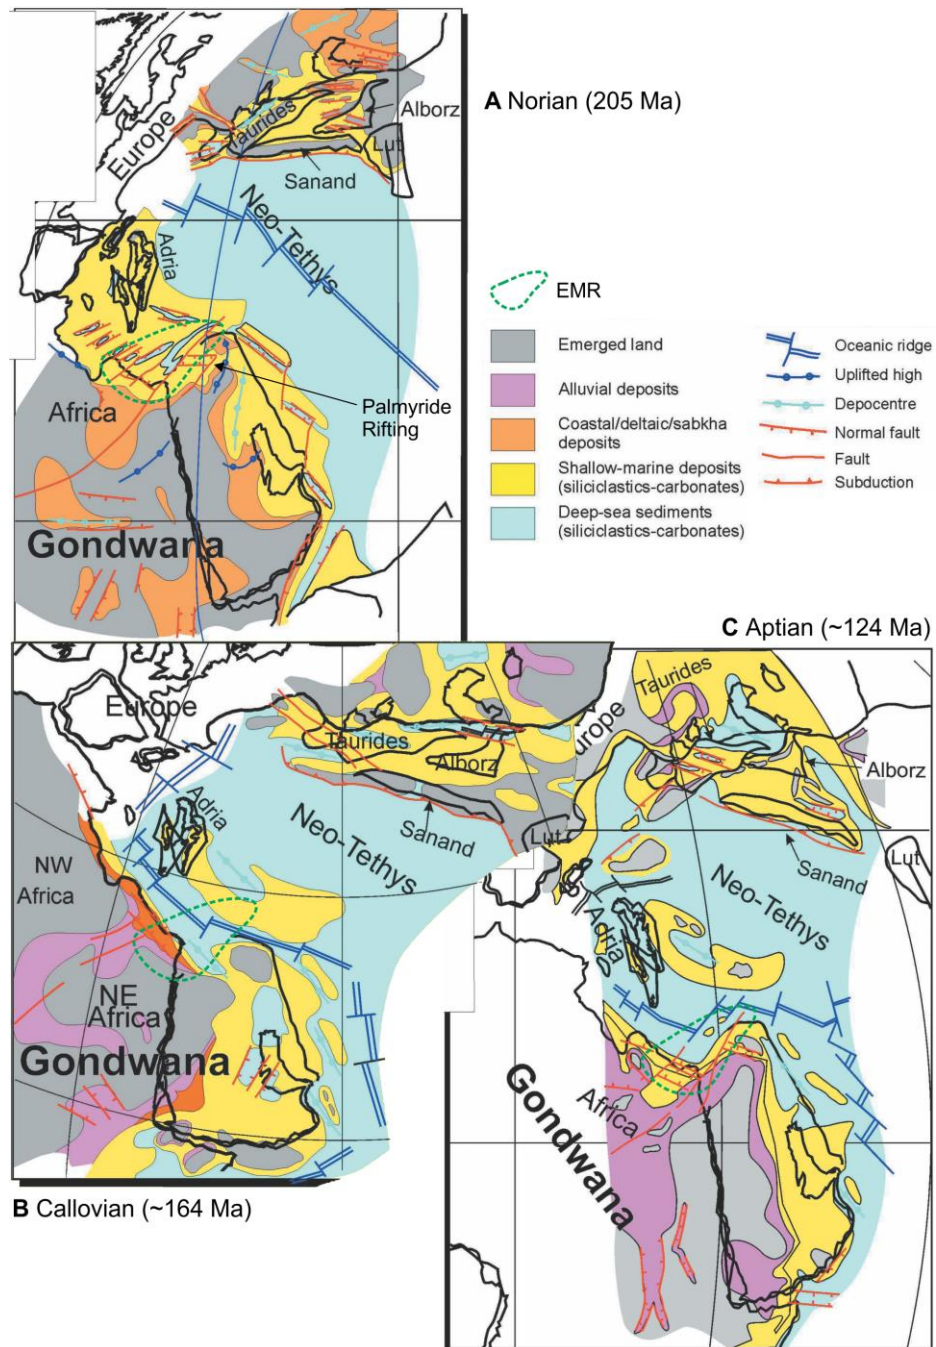 A Norian (205 Ma)
Europe
Taurides
Alborz
Lut
Sanand
Neo-Tethys
Adria
Africa
Palmyride
Rifting
Gondwana
EMR
Emerged land
Alluvial deposits
Coastal/deltaic/sabkha
deposits
Shallow-marine deposits
(siliciclastics-carbonates)
Deep-sea sediments
(siliciclastics-carbonates)
Oceanic ridge
Uplifted high
Depocentre
Normal fault
Fault
Subduction
C Aptian (~124 Ma)
Europe
Taurides
Alborz
Adria
Sanand
Lut
Neo-Tethys
NW
Africa
NE
Africa
Gondwana
B Callovian (~164 Ma)
Taurides
urope
Alborz
Sanand
Lut
Neo-Tethys
Adria
Africa
Gondwana